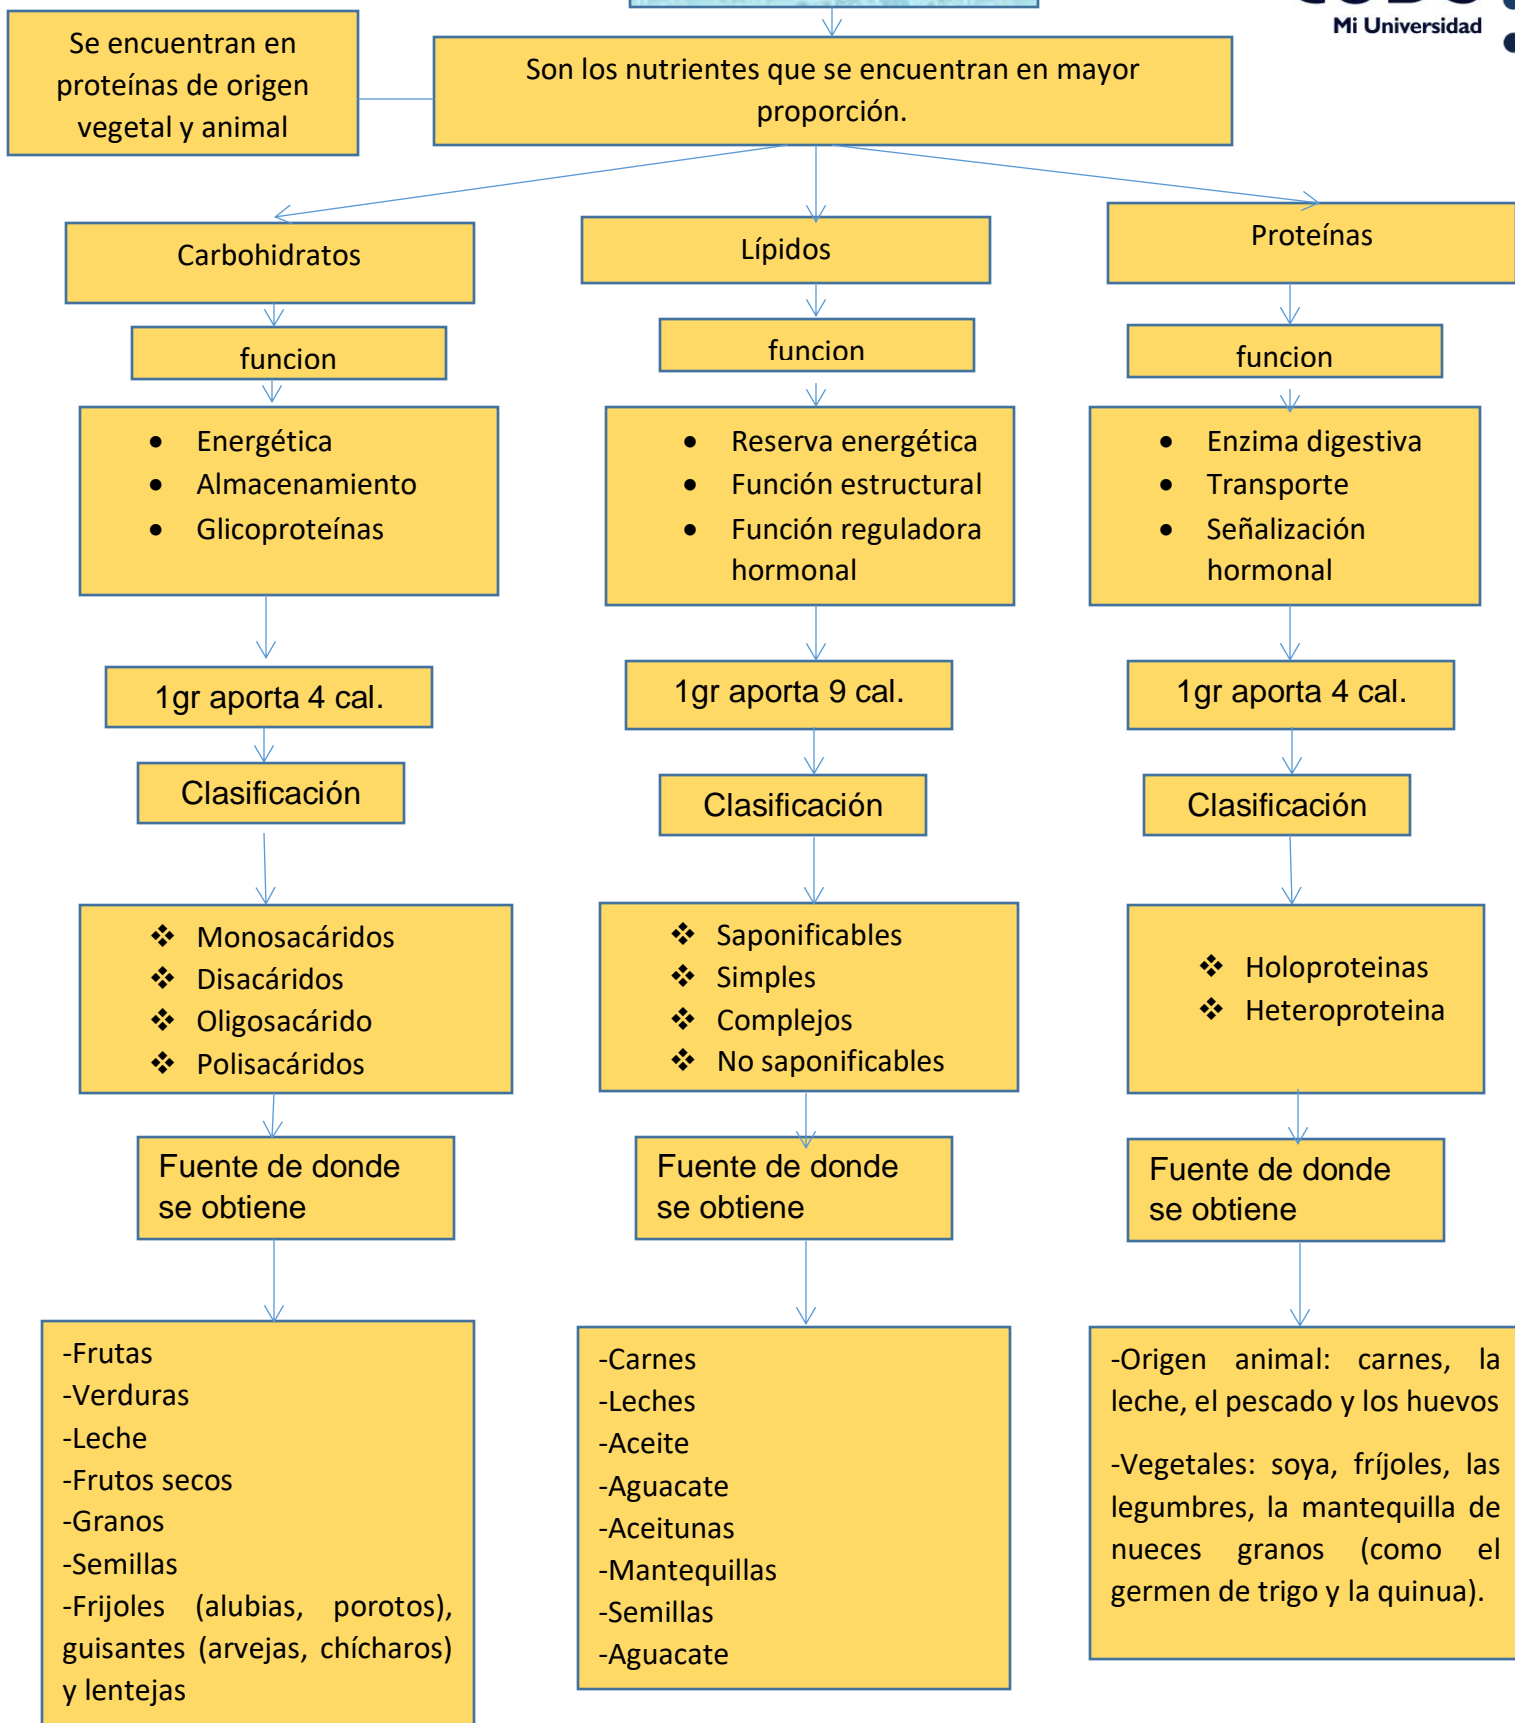 Mi Universidad
Se encuentran en
proteínas de origen
vegetal y animal
Son los nutrientes que se encuentran en mayor
proporción.
Carbohidratos
funcion
• Energética
• Almacenamiento
• Glicoproteínas
1gr aporta 4 cal.
Clasificación
❖ Monosacáridos
❖ Disacáridos
❖ Oligosacárido
❖ Polisacáridos
Fuente de donde
se obtiene
-Frutas
-Verduras
-Leche
-Frutos secos
-Granos
-Semillas
-Frijoles (alubias, porotos),
guisantes (arvejas, chícharos)
y lentejas
Lípidos
funcion
• Reserva energética
• Función estructural
• Función reguladora
hormonal
1gr aporta 9 cal.
Clasificación
❖ Saponificables
❖ Simples
❖ Complejos
❖ No saponificables
Fuente de donde
se obtiene
-Carnes
-Leches
-Aceite
-Aguacate
-Aceitunas
-Mantequillas
-Semillas
-Aguacate
Proteínas
funcion
• Enzima digestiva
• Transporte
• Señalización
hormonal
1gr aporta 4 cal.
Clasificación
❖ Holoproteinas
❖ Heteroproteina
Fuente de donde
se obtiene
-Origen animal: carnes, la
leche, el pescado y los huevos
-Vegetales: soya, fríjoles, las
legumbres, la mantequilla de
nueces granos (como el
germen de trigo y la quinua).